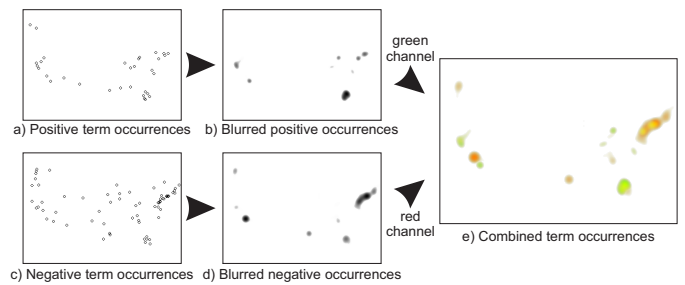 a) Positive term occurrences
b) Blurred positive occurrences
green
channel
c) Negative term occurrences
d) Blurred negative occurrences
red
channel
e) Combined term occurrences